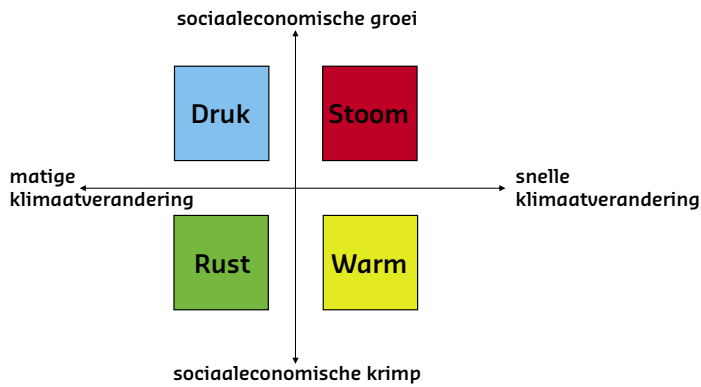 sociaaleconomische groei
Druk
Stoom
matige
klimaatverandering
snelle
klimaatverandering
Rust
Warm
sociaaleconomische krimp